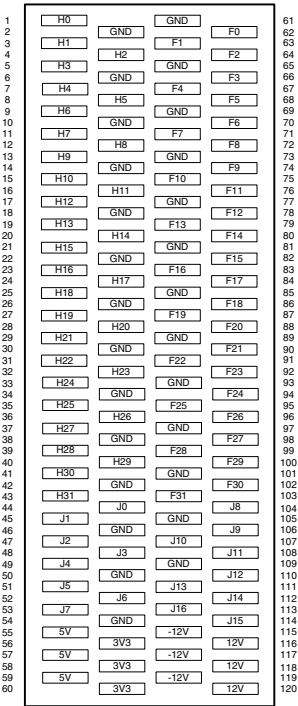 1 H0 GND 61
2 GND F0 62
3 H1 F1 63
4 H2 F2 64
5 H3 GND 65
6 GND F3 66
7 H4 F4 67
8 H5 F5 68
9 H6 GND 69
10 GND F6 70
11 H7 F7 71
12 H8 F8 72
13 H9 GND 73
14 GND F9 74
15 H10 F10 75
16 H11 F11 76
17 H12 GND 77
18 GND F12 78
19 H13 F13 79
20 H14 F14 80
21 H15 GND 81
22 GND F15 82
23 H16 F16 83
24 H17 F17 84
25 H18 GND 85
26 GND F18 86
27 H19 F19 87
28 H20 F20 88
29 H21 GND 89
30 GND F21 90
31 H22 F22 91
32 H23 F23 92
33 H24 GND 93
34 GND F24 94
35 H25 F25 95
36 H26 F26 96
37 H27 GND 97
38 GND F27 98
39 H28 F28 99
40 H29 F29 100
41 H30 GND 101
42 GND F30 102
43 H31 F31 103
44 J0 J8 104
45 J1 GND 105
46 GND J9 106
47 J2 J10 107
48 J3 J11 108
49 J4 GND 109
50 GND J12 110
51 J5 J13 111
52 J6 J14 112
53 J7 J16 113
54 GND J15 114
55 5V -12V 115
56 3V3 12V 116
57 5V -12V 117
58 3V3 12V 118
59 5V -12V 119
60 3V3 12V 120